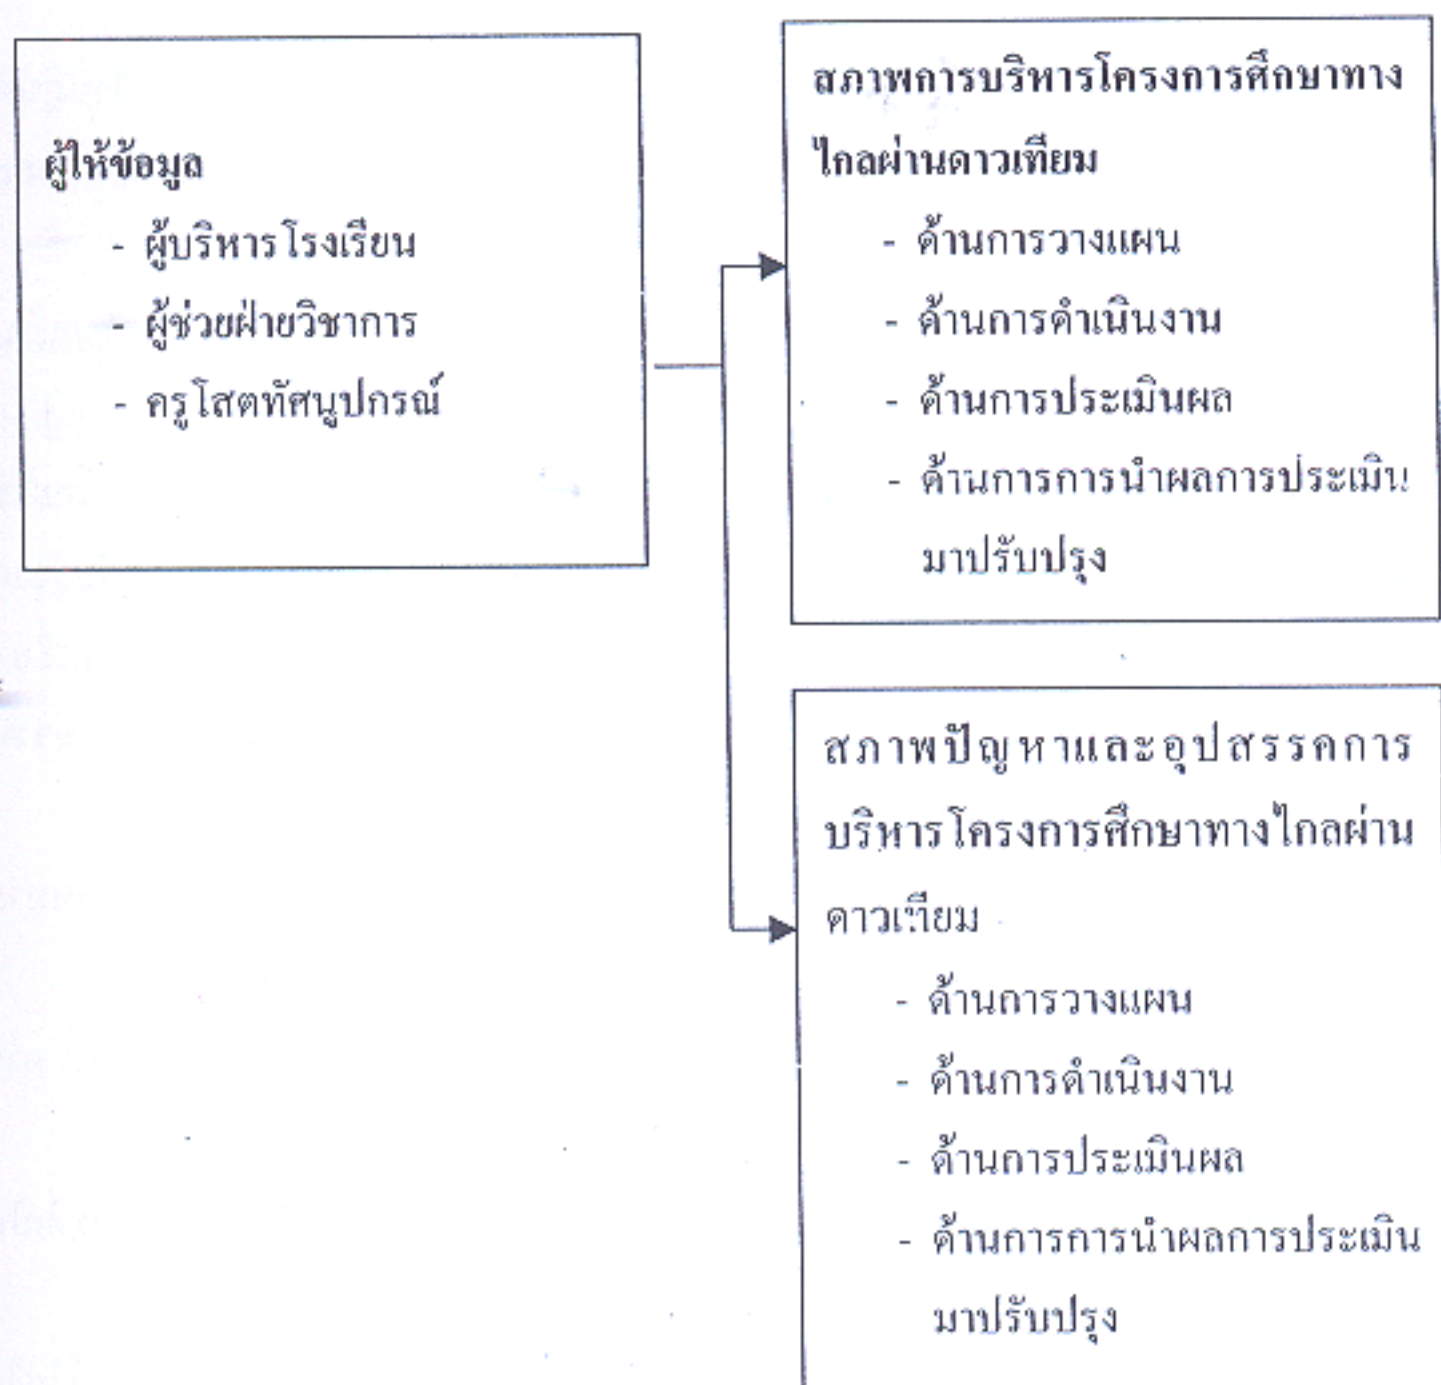 ผู้ให้ข้อมูล
- ผู้บริหารโรงเรียน
- ผู้ช่วยฝ่ายวิชาการ
- ครูโสตทัศนูปกรณ์
สภาพการบริหารโครงการศึกษาทาง
ไกลผ่านดาวเทียม
- ด้านการวางแผน
- ด้านการดำเนินงาน
- ด้านการประเมินผล
- ด้านการการนำผลการประเมิน
มาปรับปรุง
สภาพปัญหาและอุปสรรคการ
บริหารโครงการศึกษาทางไกลผ่าน
ดาวเทียม
- ด้านการวางแผน
- ด้านการดำเนินงาน
- ด้านการประเมินผล
- ด้านการการนำผลการประเมิน
มาปรับปรุง